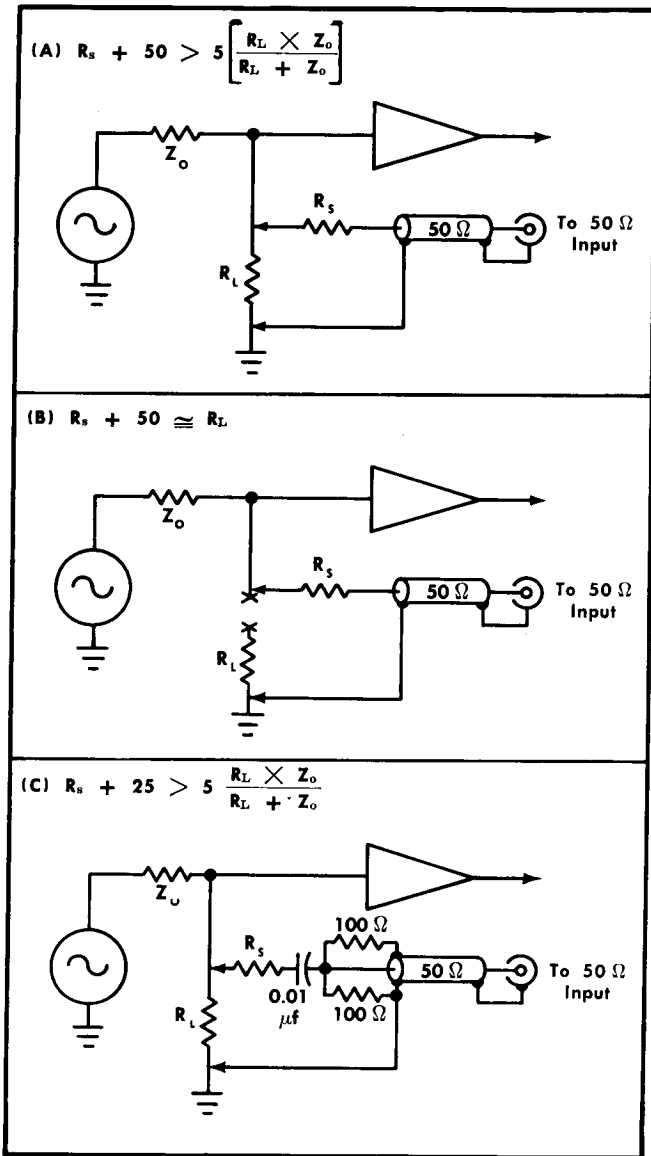 (A) Rs + 50 > 5 [ RL × Zo / RL + Zo ]
Zo
Rs
50 Ω
To 50 Ω
Input
RL
(B) Rs + 50 ≅ RL
Zo
Rs
50 Ω
To 50 Ω
Input
RL
(C) Rs + 25 > 5 RL × Zo / RL + Zo
Zo
100 Ω
Rs
50 Ω
To 50 Ω
Input
0.01
μf
100 Ω
RL